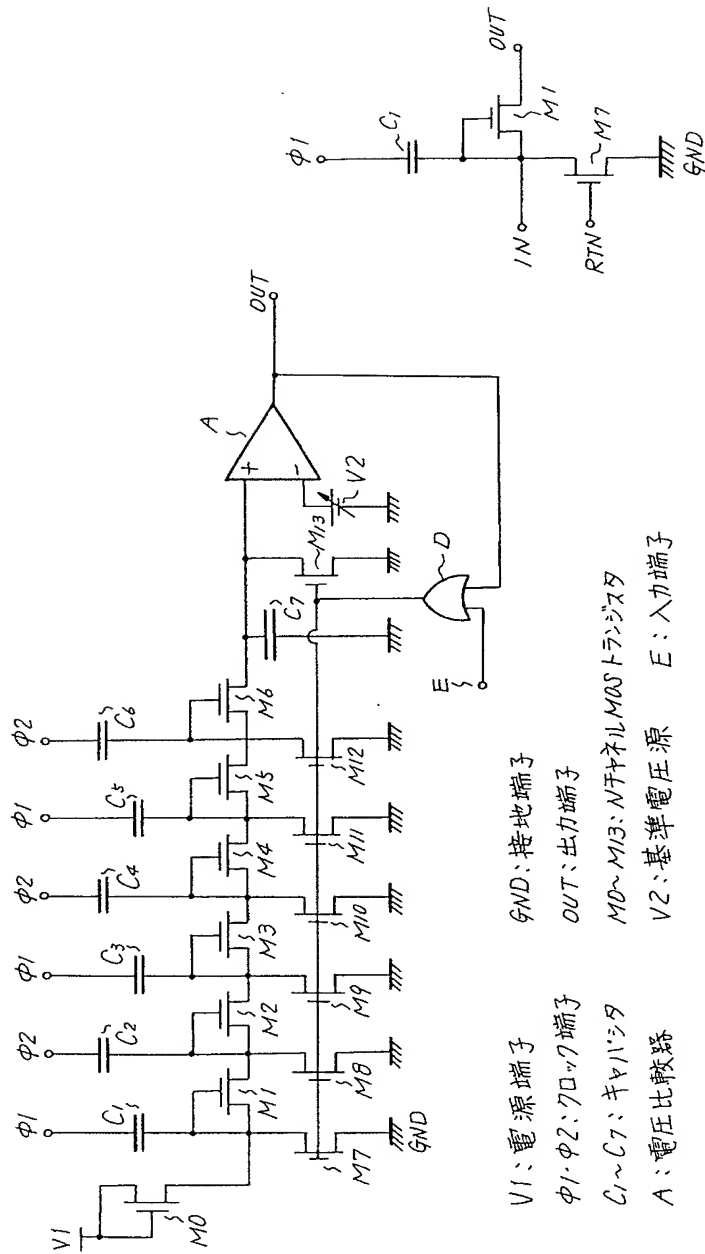 V1
M0
Φ1
C1
M1
M7
GND
Φ2
C2
M2
M8
Φ1
C3
M3
M9
Φ2
C4
M4
M10
Φ1
C5
M5
M11
Φ2
C6
M6
M12
C7
M13
A
+
-
V2
OUT
D
E
Φ1
C1
M1
OUT
IN
M7
RTN
GND
V1:電源端子
Φ1・Φ2:クロック端子
C1~C7:キャパシタ
A:電圧比較器
GND:接地端子
OUT:出力端子
M0~M13:NチャネルMOSトランジスタ
V2:基準電圧源
E:入力端子